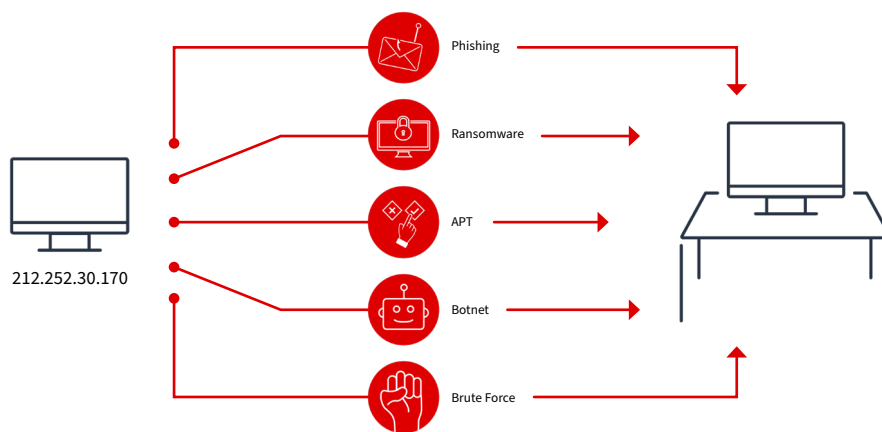 Phishing
Ransomware
APT
212.252.30.170
Botnet
Brute Force